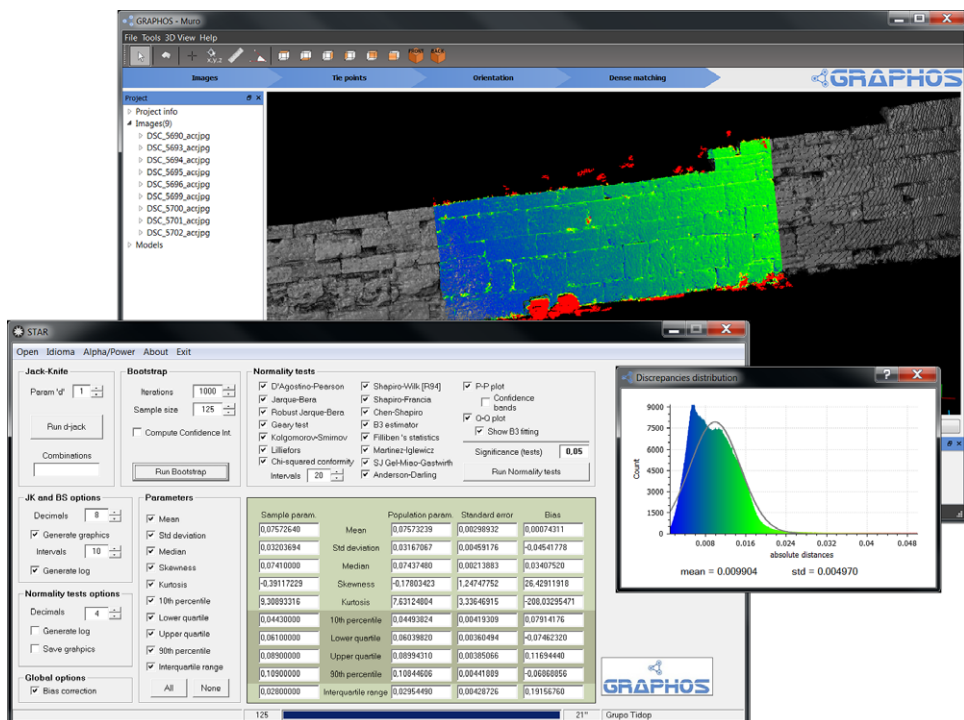 GRAPHOS - Muro
File Tools 3D View Help
x,y,z
FRONT BACK
Images Tie points Orientation Dense matching
GRAPHOS
Project
Project info
Images(9)
DSC_5690_acr.jpg
DSC_5693_acr.jpg
DSC_5694_acr.jpg
DSC_5695_acr.jpg
DSC_5696_acr.jpg
DSC_5699_acr.jpg
DSC_5700_acr.jpg
DSC_5701_acr.jpg
DSC_5702_acr.jpg
Models
STAR
Open Idioma Alpha/Power About Exit
Jack-Knife
Param 'd' 1
Run d-jack
Combinations
Bootstrap
Iterations 1000
Sample size 125
Compute Confidence Int.
Run Bootstrap
Normality tests
D'Agostino-Pearson
Jarque-Bera
Robust Jarque-Bera
Geary test
Kolgomorov-Smirnov
Lilliefors
Chi-squared conformity
Intervals 20
Shapiro-Wilk [R94]
Shapiro-Francia
Chen-Shapiro
B3 estimator
Filliben 's statistics
Martinez-Iglewicz
SJ Gel-Miao-Gastwirth
Anderson-Darling
P-P plot
Confidence
bands
Q-Q plot
Show B3 fitting
Significance (tests) 0,05
Run Normality tests
JK and BS options
Decimals 8
Generate graphics
Intervals 10
Generate log
Normality tests options
Decimals 4
Generate log
Save grahpics
Global options
Bias correction
Parameters
Mean
Std deviation
Median
Skewness
Kurtosis
10th percentile
Lower quartile
Upper quartile
90th percentile
Interquartile range
All None
Sample param. Population param. Standard error Bias
0,07572640 Mean 0,07573239 0,00298932 0,00074311
0,03203694 Std deviation 0,03167067 0,00459176 -0,04541778
0,07410000 Median 0,07437480 0,00213883 0,03407520
-0,39117229 Skewness -0,17803423 1,24747752 26,42911918
9,30893316 Kurtosis 7,63124804 3,33646915 -208,03295471
0,04430000 10th percentile 0,04493824 0,00419309 0,07914176
0,06100000 Lower quartile 0,06039820 0,00360494 -0,07462320
0,08900000 Upper quartile 0,08994310 0,00385066 0,11694440
0,10900000 90th percentile 0,10844606 0,00441889 -0,06868856
0,02800000 Interquartile range 0,02954490 0,00428726 0,19156760
GRAPHOS
125 21'' Grupo Tidop
Discrepancies distribution
Count
9000
7500
6000
4500
3000
1500
0
0.008 0.016 0.024 0.032 0.04 0.048
absolute distances
mean = 0.009904 std = 0.004970